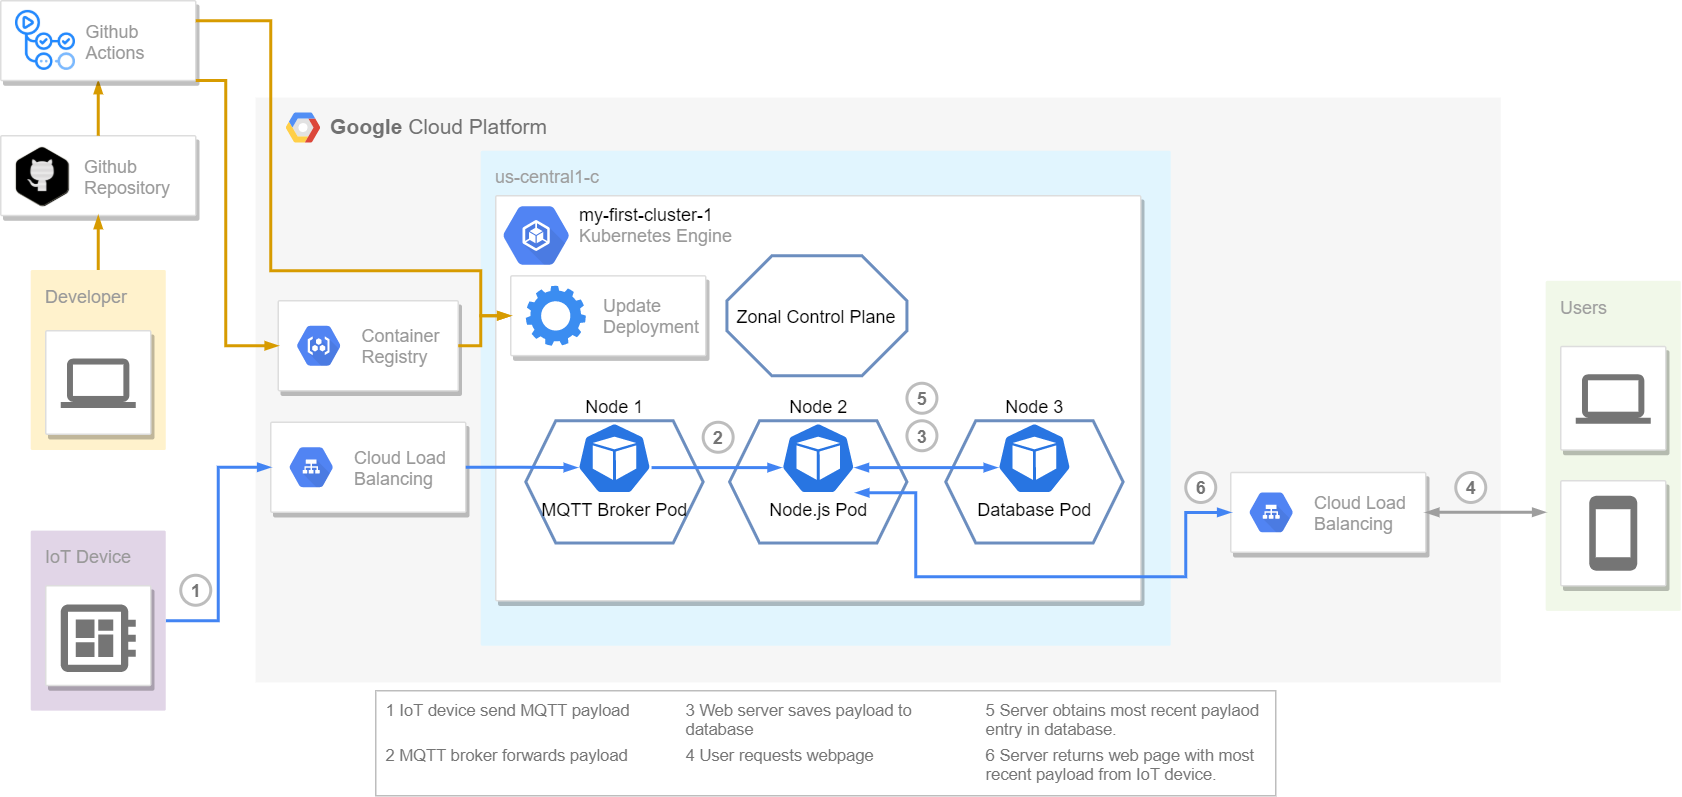 Github
Actions
Google Cloud Platform
Github
Repository
us-central1-c
my-first-cluster-1
Kubernetes Engine
Developer
Update
Deployment
Zonal Control Plane
Container
Registry
Users
Node 1
Node 2
Node 3
5
2
3
Cloud Load
Balancing
MQTT Broker Pod
Node.js Pod
Database Pod
6
4
Cloud Load
Balancing
IoT Device
1
1 IoT device send MQTT payload
2 MQTT broker forwards payload
3 Web server saves payload to
database
4 User requests webpage
5 Server obtains most recent paylaod
entry in database.
6 Server returns web page with most
recent payload from IoT device.